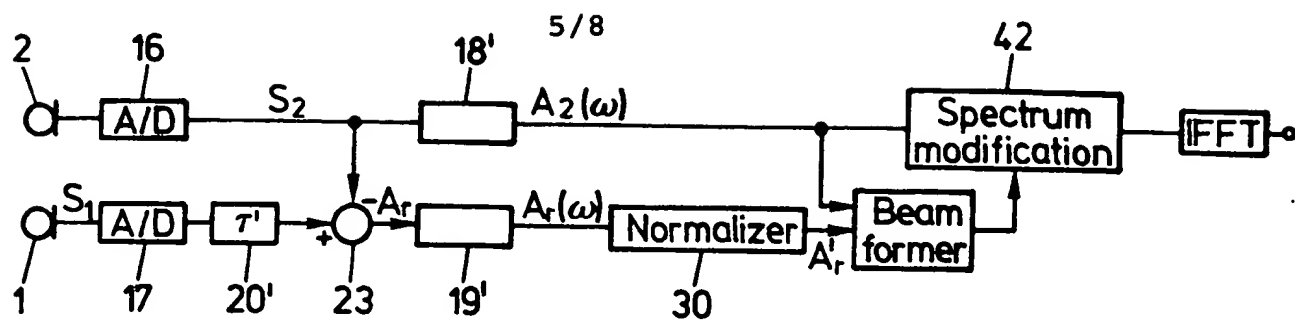 5/8
2 16 18' 42
A/D S₂ A₂(ω) Spectrum
modification IFFT
S₁ A/D τ' + -Aᵣ Aᵣ(ω) Normalizer A'ᵣ Beam
former
1 17 20' 23 19' 30